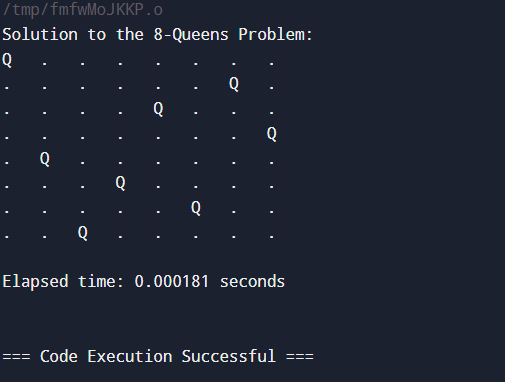 /tmp/fmfwMoJKKP.o
Solution to the 8-Queens Problem:
Q . . . . . . .
. . . . . . Q .
. . . . Q . . .
. . . . . . . Q
. Q . . . . . .
. . . Q . . . .
. . . . . Q . .
. . Q . . . . .
Elapsed time: 0.000181 seconds
=== Code Execution Successful ===